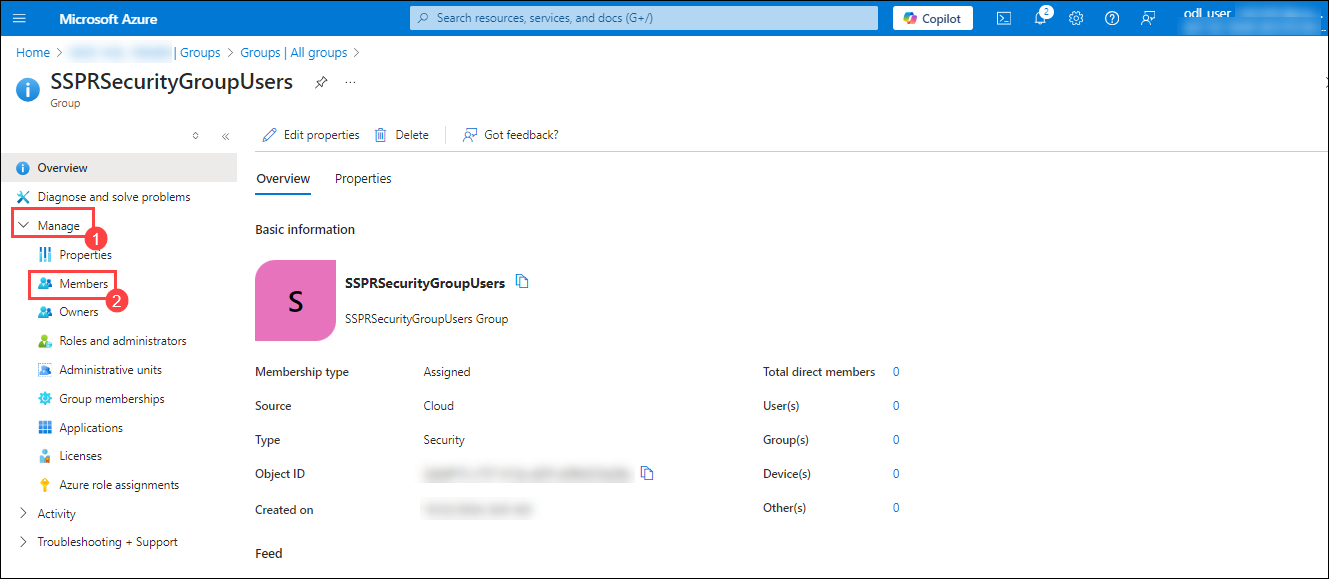 Microsoft Azure
Search resources, services, and docs (G+/)
Copilot
2
odl_user
Home > | Groups > Groups | All groups >
SSPRSecurityGroupUsers
...
Group
«
Edit properties
Delete
Got feedback?
Overview
Diagnose and solve problems
Manage
1
Properties
Members
2
Owners
Roles and administrators
Administrative units
Group memberships
Applications
Licenses
Azure role assignments
Activity
Troubleshooting + Support
Overview Properties
Basic information
S
SSPRSecurityGroupUsers
SSPRSecurityGroupUsers Group
Membership type Assigned
Source Cloud
Type Security
Object ID
Created on
Total direct members 0
User(s) 0
Group(s) 0
Device(s) 0
Other(s) 0
Feed